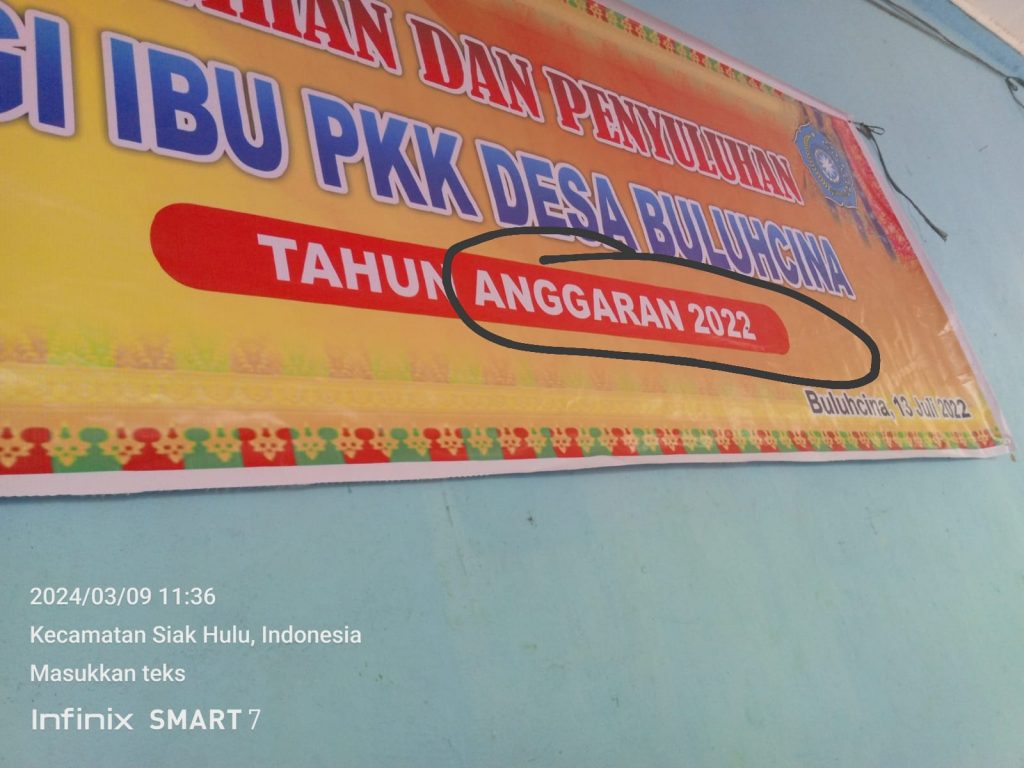 DAN PENYULUHAN
IBU PKK DESA BULUHCINA
TAHUN ANGGARAN 2022
Buluhcina, 13 Juli 2022
2024/03/09 11:36
Kecamatan Siak Hulu, Indonesia
Masukkan teks
Infinix SMART 7